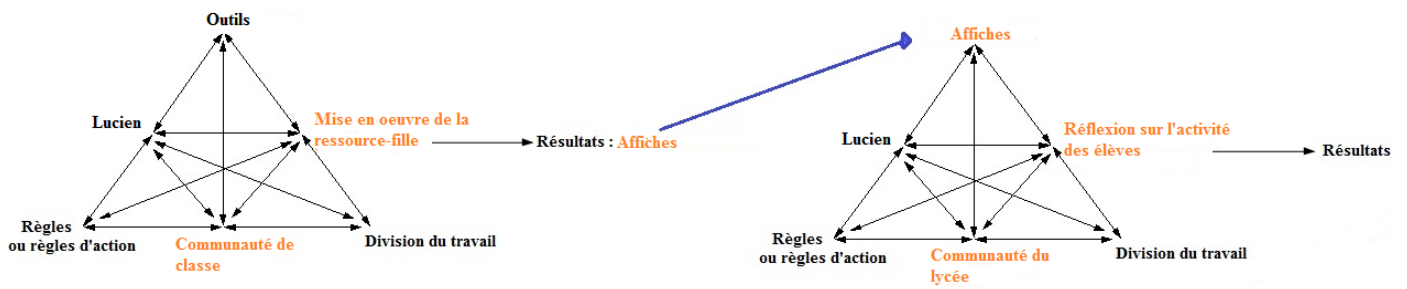 Outils
Lucien
Mise en oeuvre de la
ressource-fille
Résultats : Affiches
Règles
ou règles d'action
Communauté de
classe
Division du travail
Affiches
Lucien
Réflexion sur l'activité
des élèves
Résultats
Règles
ou règles d'action
Communauté du
lycée
Division du travail